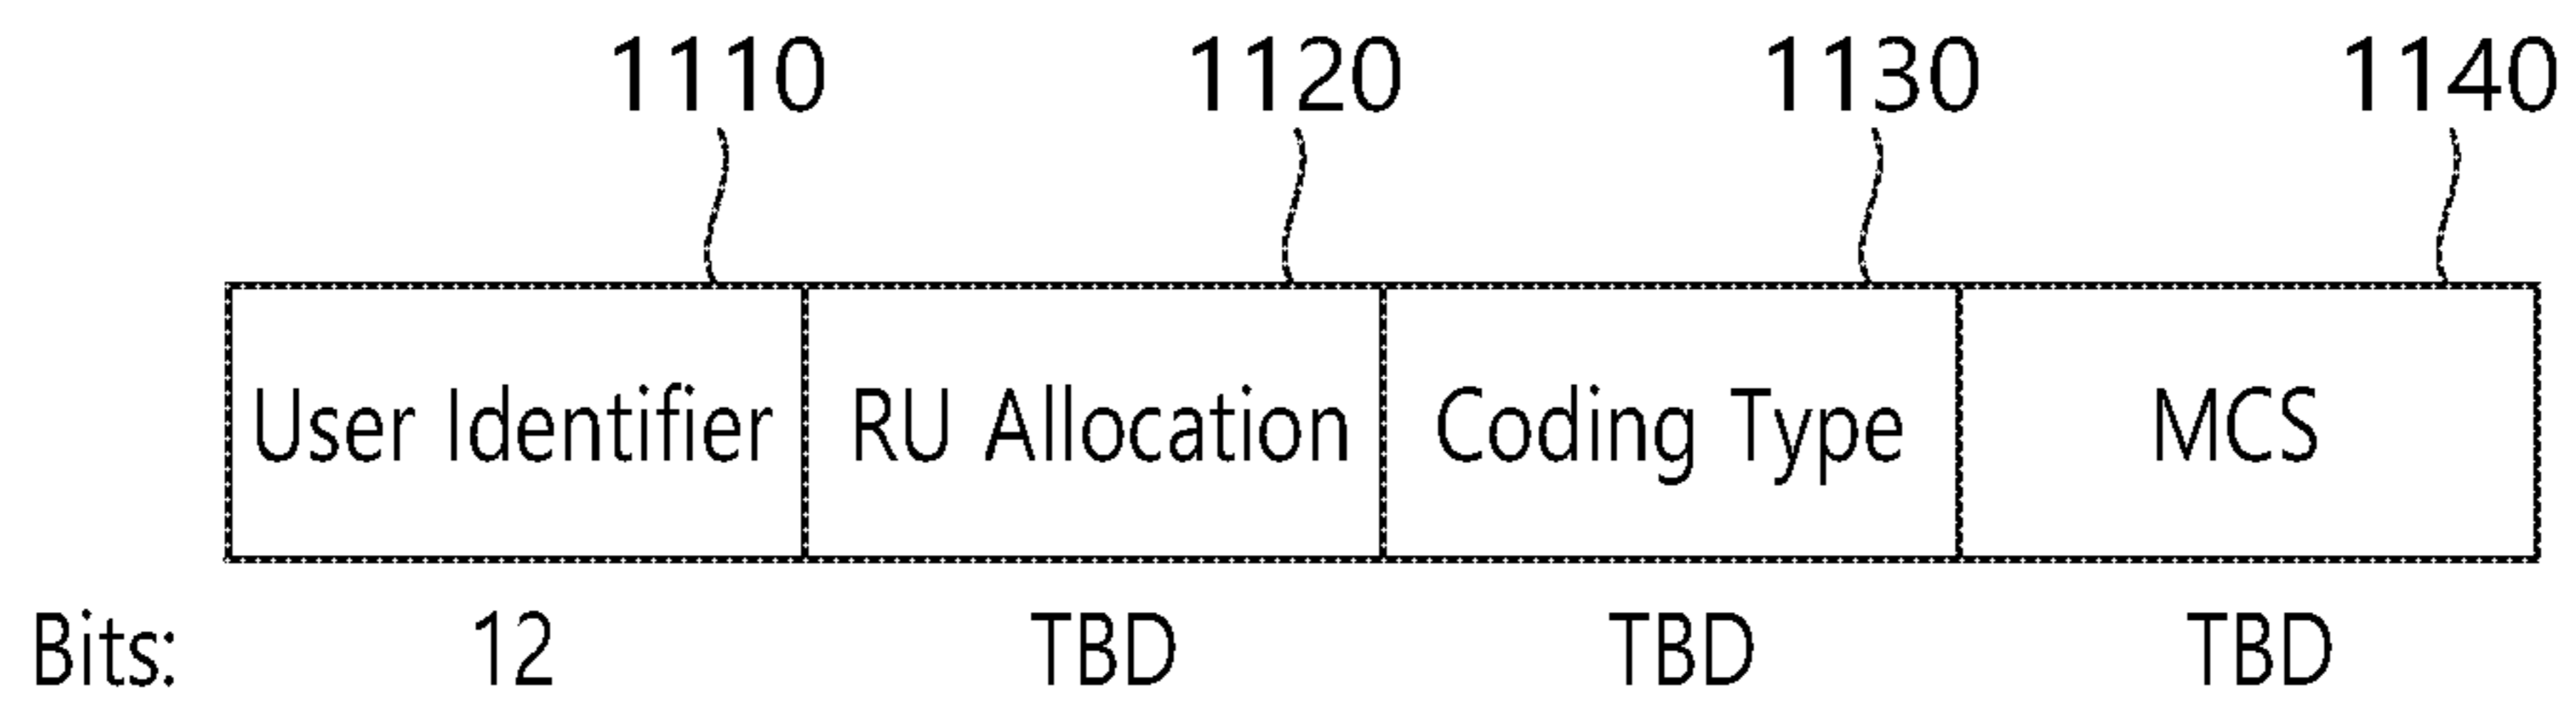 1110 1120 1130 1140
User Identifier RU Allocation Coding Type MCS
Bits: 12 TBD TBD TBD